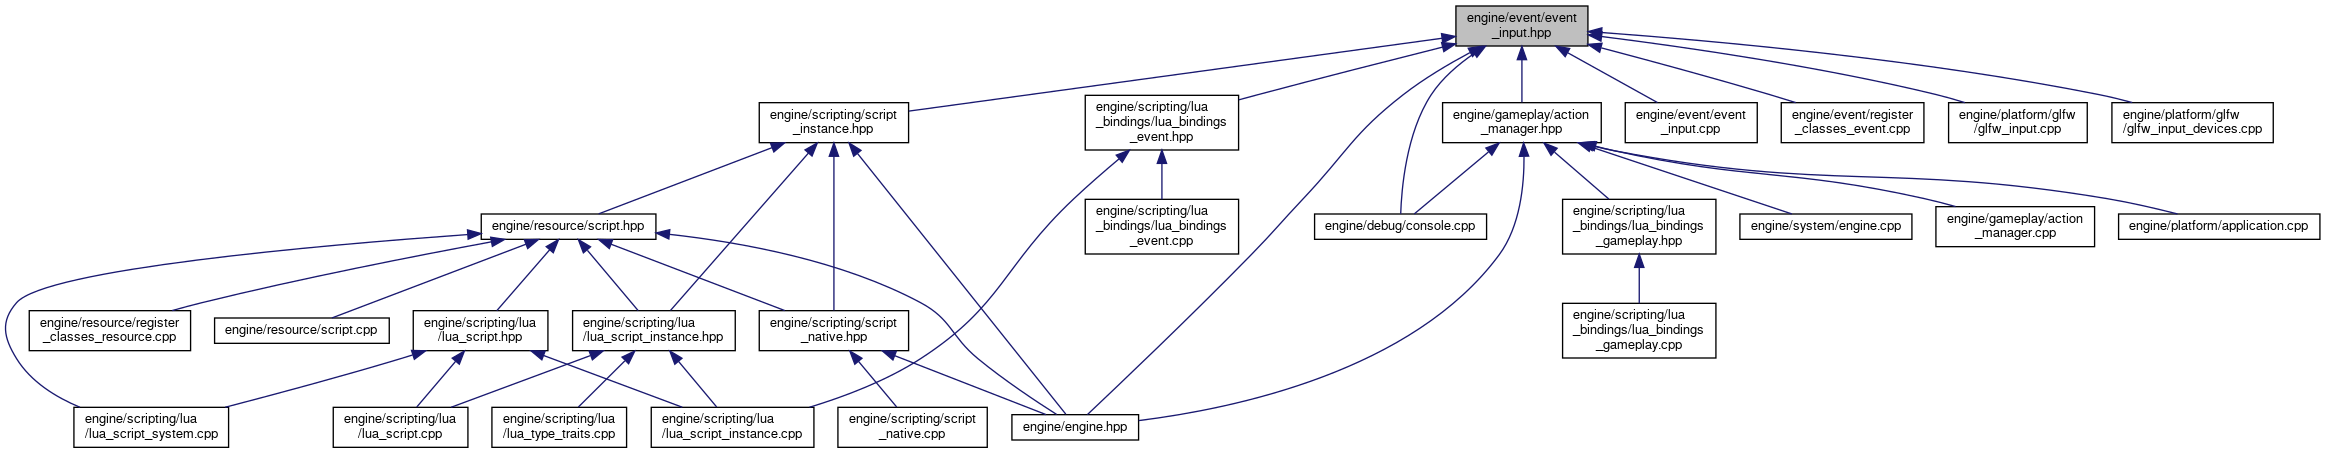 engine/event/event
_input.hpp
engine/scripting/script
_instance.hpp
engine/scripting/lua
_bindings/lua_bindings
_event.hpp
engine/gameplay/action
_manager.hpp
engine/event/event
_input.cpp
engine/event/register
_classes_event.cpp
engine/platform/glfw
/glfw_input.cpp
engine/platform/glfw
/glfw_input_devices.cpp
engine/resource/script.hpp
engine/scripting/lua
_bindings/lua_bindings
_event.cpp
engine/debug/console.cpp
engine/scripting/lua
_bindings/lua_bindings
_gameplay.hpp
engine/system/engine.cpp
engine/gameplay/action
_manager.cpp
engine/platform/application.cpp
engine/resource/register
_classes_resource.cpp
engine/resource/script.cpp
engine/scripting/lua
/lua_script.hpp
engine/scripting/lua
/lua_script_instance.hpp
engine/scripting/script
_native.hpp
engine/scripting/lua
_bindings/lua_bindings
_gameplay.cpp
engine/scripting/lua
/lua_script_system.cpp
engine/scripting/lua
/lua_script.cpp
engine/scripting/lua
/lua_type_traits.cpp
engine/scripting/lua
/lua_script_instance.cpp
engine/scripting/script
_native.cpp
engine/engine.hpp